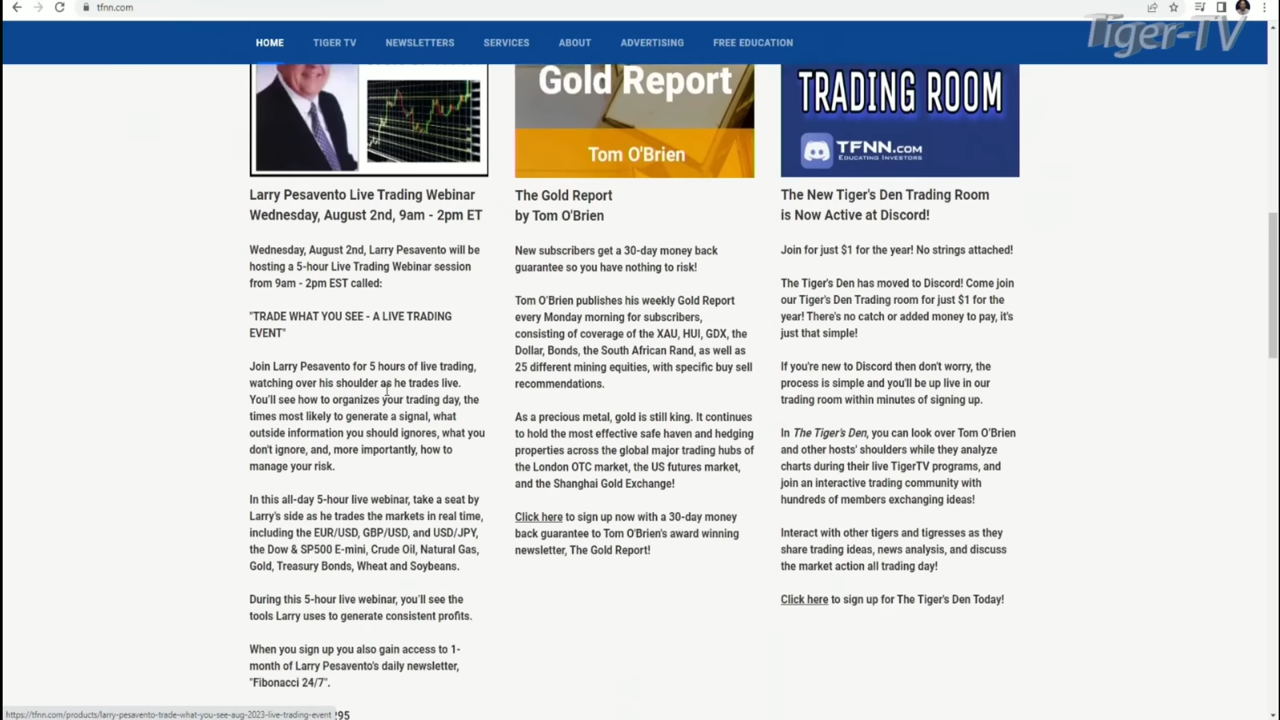 tfnn.com
HOME TIGER TV NEWSLETTERS SERVICES ABOUT ADVERTISING FREE EDUCATION
Tiger-TV
Gold Report
Tom O'Brien
TRADING ROOM
TFNN.COM
EDUCATING INVESTORS
Larry Pesavento Live Trading Webinar
Wednesday, August 2nd, 9am - 2pm ET
Wednesday, August 2nd, Larry Pesavento will be
hosting a 5-hour Live Trading Webinar session
from 9am - 2pm EST called:
"TRADE WHAT YOU SEE - A LIVE TRADING
EVENT"
Join Larry Pesavento for 5 hours of live trading,
watching over his shoulder as he trades live.
You'll see how to organizes your trading day, the
times most likely to generate a signal, what
outside information you should ignores, what you
don't ignore, and, more importantly, how to
manage your risk.
In this all-day 5-hour live webinar, take a seat by
Larry's side as he trades the markets in real time,
including the EUR/USD, GBP/USD, and USD/JPY,
the Dow & SP500 E-mini, Crude Oil, Natural Gas,
Gold, Treasury Bonds, Wheat and Soybeans.
During this 5-hour live webinar, you'll see the
tools Larry uses to generate consistent profits.
When you sign up you also gain access to 1-
month of Larry Pesavento's daily newsletter,
"Fibonacci 24/7".
The Gold Report
by Tom O'Brien
New subscribers get a 30-day money back
guarantee so you have nothing to risk!
Tom O'Brien publishes his weekly Gold Report
every Monday morning for subscribers,
consisting of coverage of the XAU, HUI, GDX, the
Dollar, Bonds, the South African Rand, as well as
25 different mining equities, with specific buy sell
recommendations.
As a precious metal, gold is still king. It continues
to hold the most effective safe haven and hedging
properties across the global major trading hubs of
the London OTC market, the US futures market,
and the Shanghai Gold Exchange!
Click here to sign up now with a 30-day money
back guarantee to Tom O'Brien's award winning
newsletter, The Gold Report!
The New Tiger's Den Trading Room
is Now Active at Discord!
Join for just $1 for the year! No strings attached!
The Tiger's Den has moved to Discord! Come join
our Tiger's Den Trading room for just $1 for the
year! There's no catch or added money to pay, it's
just that simple!
If you're new to Discord then don't worry, the
process is simple and you'll be up live in our
trading room within minutes of signing up.
In The Tiger's Den, you can look over Tom O'Brien
and other hosts' shoulders while they analyze
charts during their live TigerTV programs, and
join an interactive trading community with
hundreds of members exchanging ideas!
Interact with other tigers and tigresses as they
share trading ideas, news analysis, and discuss
the market action all trading day!
Click here to sign up for The Tiger's Den Today!
https://tfnn.com/products/larry-pesavento-trade-what-you-see-aug-2023-live-trading-event